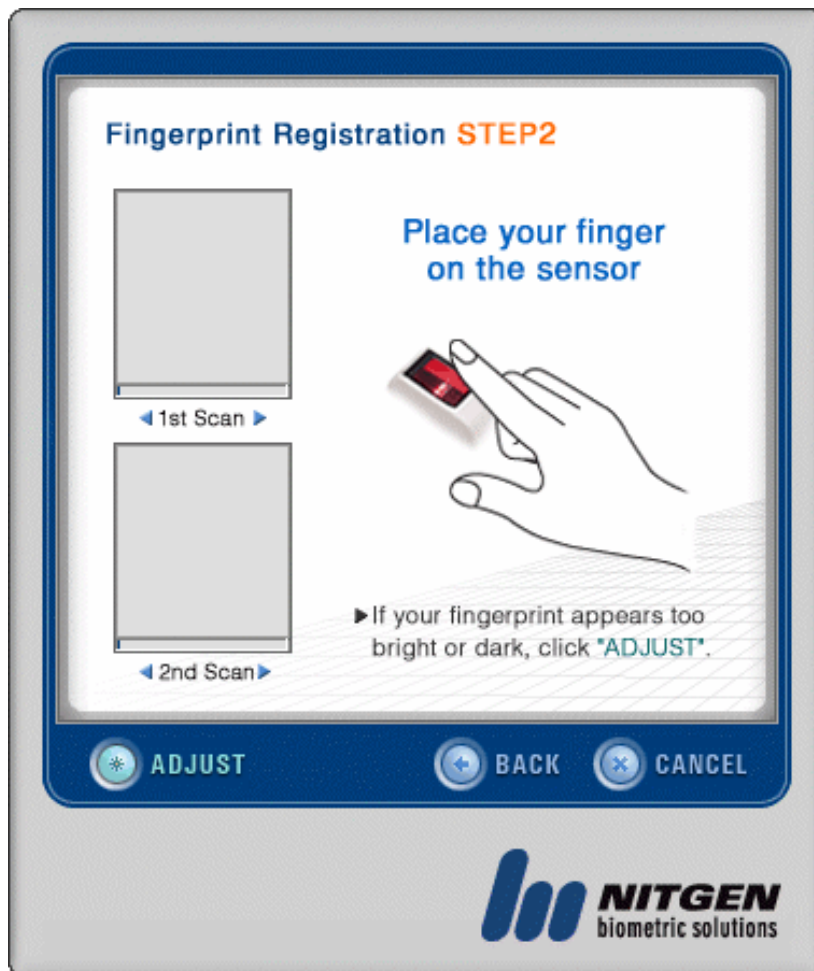 Fingerprint Registration STEP2
Place your finger
on the sensor
1st Scan
If your fingerprint appears too
bright or dark, click "ADJUST".
2nd Scan
ADJUST
BACK
CANCEL
NITGEN
biometric solutions